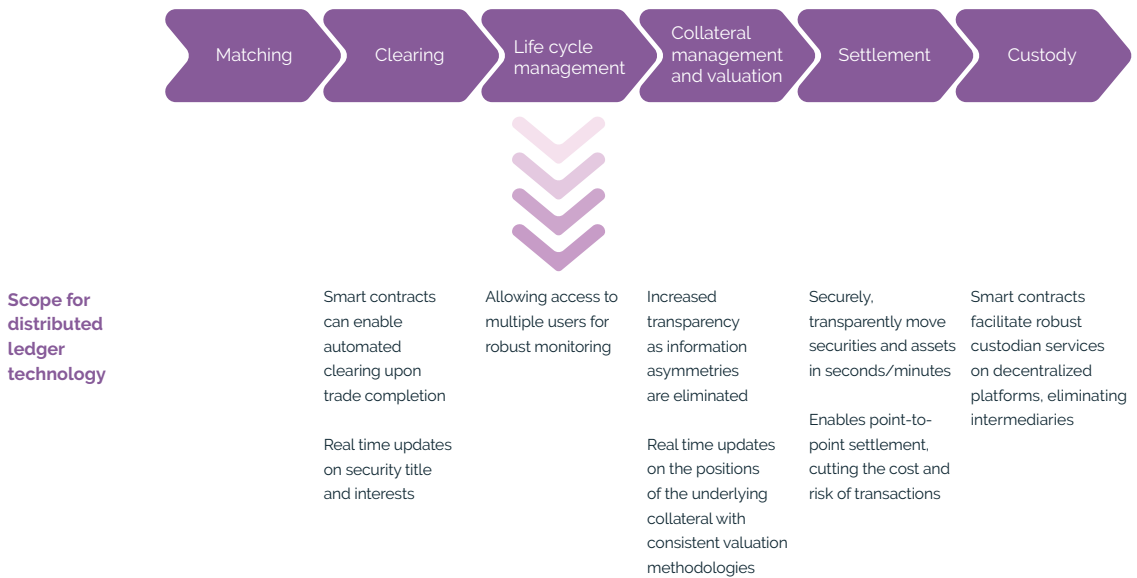 Matching
Clearing
Life cycle
management
Collateral
management
and valuation
Settlement
Custody
Scope for
distributed
ledger
technology
Smart contracts
can enable
automated
clearing upon
trade completion
Real time updates
on security title
and interests
Allowing access to
multiple users for
robust monitoring
Increased
transparency
as information
asymmetries
are eliminated
Real time updates
on the positions
of the underlying
collateral with
consistent valuation
methodologies
Securely,
transparently move
securities and assets
in seconds/minutes
Enables point-to-
point settlement,
cutting the cost and
risk of transactions
Smart contracts
facilitate robust
custodian services
on decentralized
platforms, eliminating
intermediaries